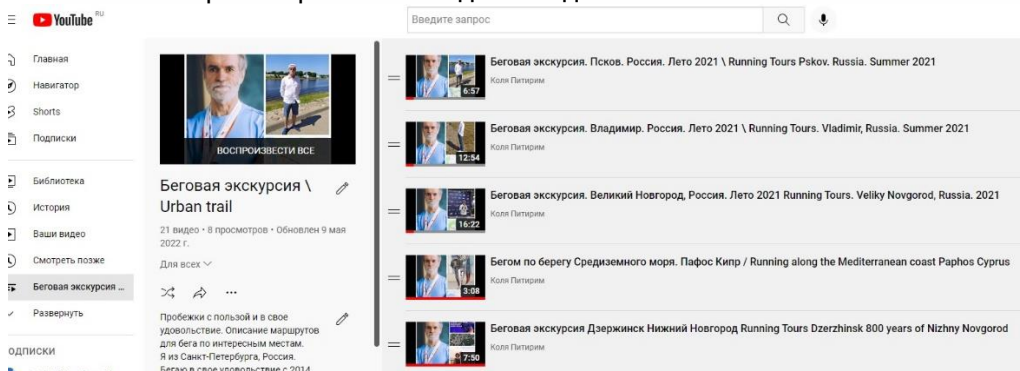 YouTube RU
Введите запрос
Главная
Навигатор
Shorts
Подписки
Библиотека
История
Ваши видео
Смотреть позже
Беговая экскурсия ...
Развернуть
ВОСПРОИЗВЕСТИ ВСЕ
Беговая экскурсия \
Urban trail
21 видео • 8 просмотров • Обновлен 9 мая
2022 г.
Для всех
Пробежки с пользой и в свое
удовольствие. Описание маршрутов
для бега по интересным местам.
Я из Санкт-Петербурга, Россия.
Бегаю в свое удовольствие с 2014
6:57
Беговая экскурсия. Псков. Россия. Лето 2021 \ Running Tours Pskov. Russia. Summer 2021
Коля Питирим
12:54
Беговая экскурсия. Владимир. Россия. Лето 2021 \ Running Tours. Vladimir, Russia. Summer 2021
Коля Питирим
16:22
Беговая экскурсия. Великий Новгород, Россия. Лето 2021 Running Tours. Veliky Novgorod, Russia. 2021
Коля Питирим
3:08
Бегом по берегу Средиземного моря. Пафос Кипр / Running along the Mediterranean coast Paphos Cyprus
Коля Питирим
7:50
Беговая экскурсия Дзержинск Нижний Новгород Running Tours Dzerzhinsk 800 years of Nizhny Novgorod
Коля Питирим